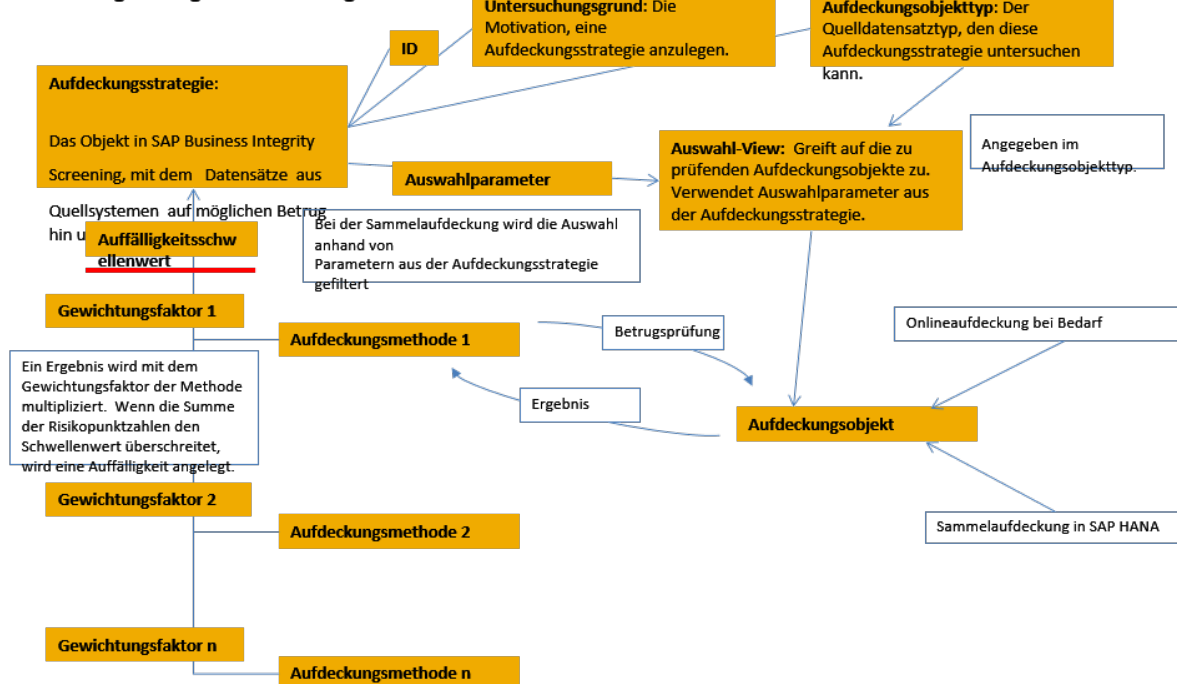 Untersuchungsgrund: Die
Motivation, eine
Aufdeckungsstrategie anzulegen.
Aufdeckungsobjekttyp: Der
Quelldatensatztyp, den diese
Aufdeckungsstrategie untersuchen
kann.
ID
Aufdeckungsstrategie:
Das Objekt in SAP Business Integrity
Screening, mit dem Datensätze aus
Quellsystemen auf möglichen Betrug
hin
Auswahlparameter
Auswahl-View: Greift auf die zu
prüfenden Aufdeckungsobjekte zu.
Verwendet Auswahlparameter aus
der Aufdeckungsstrategie.
Angegeben im
Aufdeckungsobjekttyp.
Auffälligkeitsschw
ellenwert
Bei der Sammelaufdeckung wird die Auswahl
anhand von
Parametern aus der Aufdeckungsstrategie
gefiltert
Gewichtungsfaktor 1
Aufdeckungsmethode 1
Betrugsprüfung
Onlineaufdeckung bei Bedarf
Ein Ergebnis wird mit dem
Gewichtungsfaktor der Methode
multipliziert. Wenn die Summe
der Risikopunktzahlen den
Schwellenwert überschreitet,
wird eine Auffälligkeit angelegt.
Ergebnis
Aufdeckungsobjekt
Gewichtungsfaktor 2
Aufdeckungsmethode 2
Sammelaufdeckung in SAP HANA
Gewichtungsfaktor n
Aufdeckungsmethode n